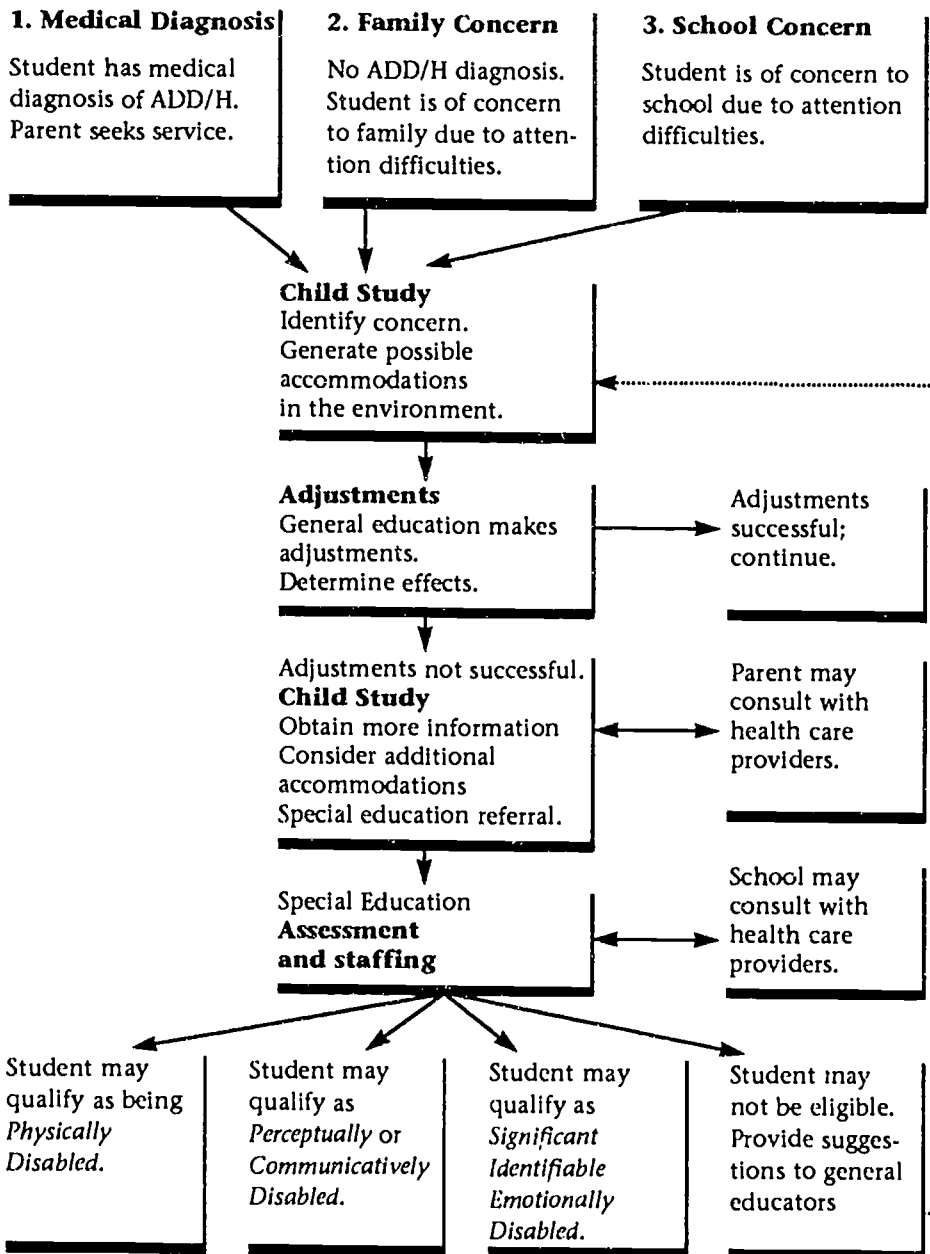 1. Medical Diagnosis
Student has medical
diagnosis of ADD/H.
Parent seeks service.
2. Family Concern
No ADD/H diagnosis.
Student is of concern
to family due to atten-
tion difficulties.
3. School Concern
Student is of concern to
school due to attention
difficulties.
Child Study
Identify concern.
Generate possible
accommodations
in the environment.
Adjustments
General education makes
adjustments.
Determine effects.
Adjustments
successful;
continue.
Adjustments not successful.
Child Study
Obtain more information
Consider additional
accommodations
Special education referral.
Parent may
consult with
health care
providers.
Special Education
Assessment
and staffing
School may
consult with
health care
providers.
Student may
qualify as being
Physically
Disabled.
Student may
qualify as
Perceptually or
Communicatively
Disabled.
Student may
qualify as
Significant
Identifiable
Emotionally
Disabled.
Student may
not be eligible.
Provide sugges-
tions to general
educators